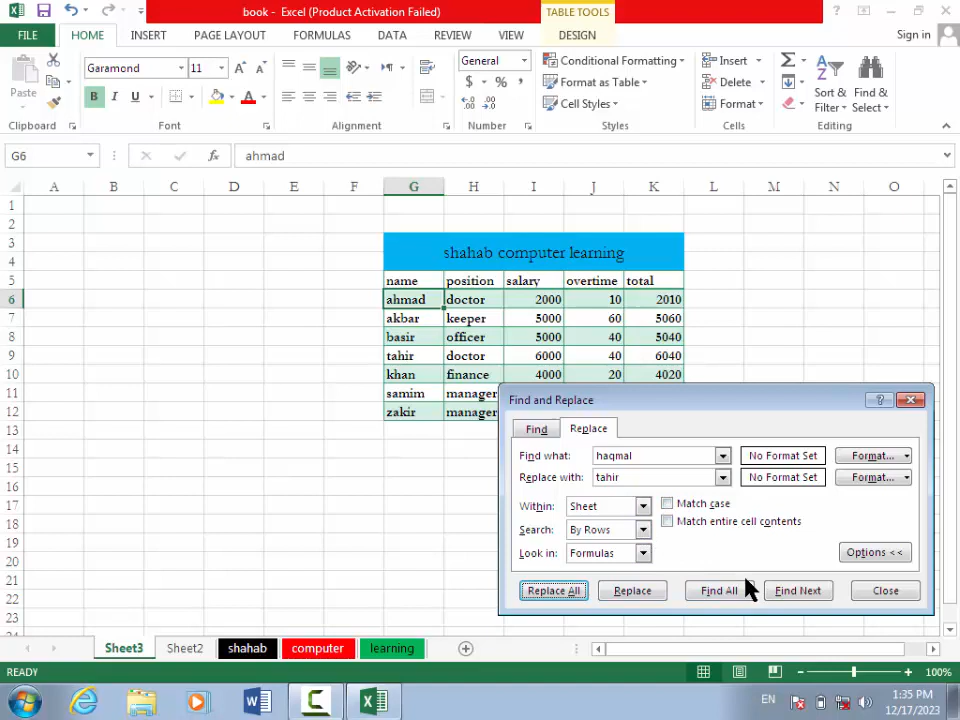 book - Excel (Product Activation Failed)
TABLE TOOLS
?
FILE HOME INSERT PAGE LAYOUT FORMULAS DATA REVIEW VIEW DESIGN Sign in
Paste
Garamond 11
B I U
General
$ % ,
Conditional Formatting
Format as Table
Cell Styles
Insert
Delete
Format
Sort &
Filter
Find &
Select
Clipboard Font Alignment Number Styles Cells Editing
G6 fx ahmad
A B C D E F G H I J K L M N O
1
2
3
shahab computer learning
4
5 name position salary overtime total
6 ahmad doctor 2000 10 2010
7 akbar keeper 5000 60 5060
8 basir officer 5000 40 5040
9 tahir doctor 6000 40 6040
10 khan finance 4000 20 4020
11 samim manager
12 zakir manager
13
14
15
16
17
18
19
20
21
22
23
Find and Replace
?
Find Replace
Find what: haqmal No Format Set Format...
Replace with: tahir No Format Set Format...
Within: Sheet Match case
Match entire cell contents
Search: By Rows
Look in: Formulas Options <<
Replace All Replace Find All Find Next Close
Sheet3 Sheet2 shahab computer learning
READY 100%
EN
1:35 PM
12/17/2023